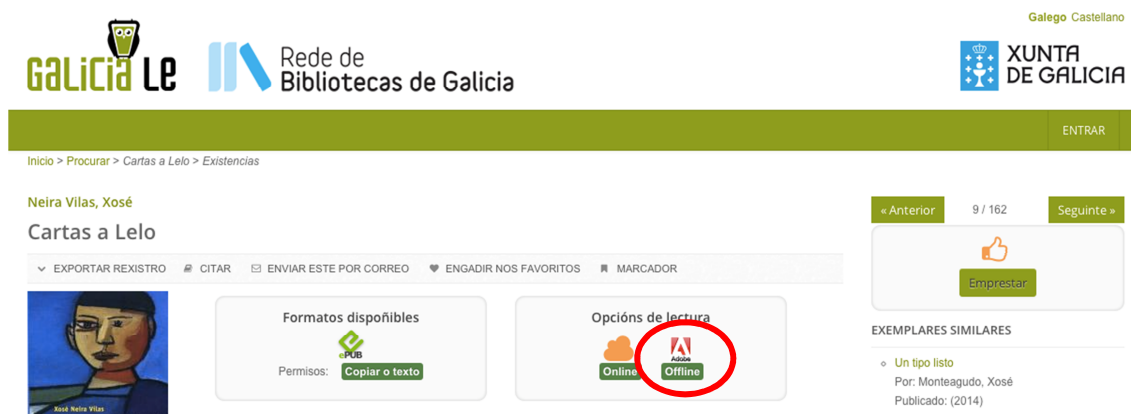 Galego Castellano
GaLicia Le
Rede de
Bibliotecas de Galicia
XUNTA
DE GALICIA
ENTRAR
Inicio > Procurar > Cartas a Lelo > Existencias
Neira Vilas, Xosé
Cartas a Lelo
EXPORTAR REXISTRO CITAR ENVIAR ESTE POR CORREO ENGADIR NOS FAVORITOS MARCADOR
Xosé Neira Vilas
Formatos dispoñibles
ePUB
Permisos: Copiar o texto
Opcións de lectura
Adobe
Online Offline
« Anterior 9 / 162 Seguinte »
Emprestar
EXEMPLARES SIMILARES
Un tipo listo
Por: Monteagudo, Xosé
Publicado: (2014)